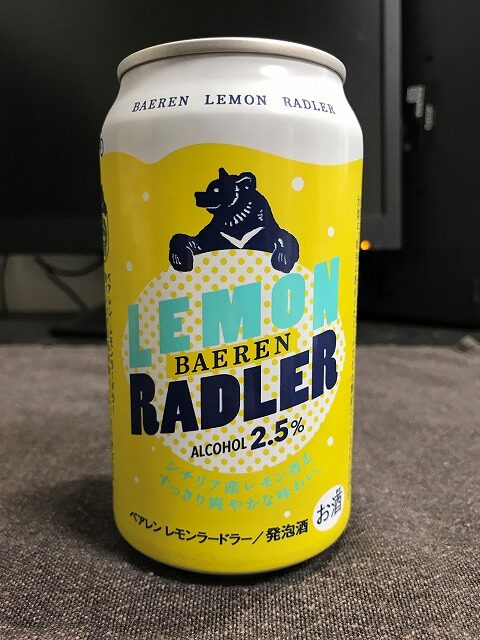 BAEREN LEMON RADLER
LEMON
BAEREN
RADLER
ALCOHOL 2.5%
シチリア産レモン香る
すっきり爽やかな味わい。
ベアレン レモンラードラー/発泡酒
お酒